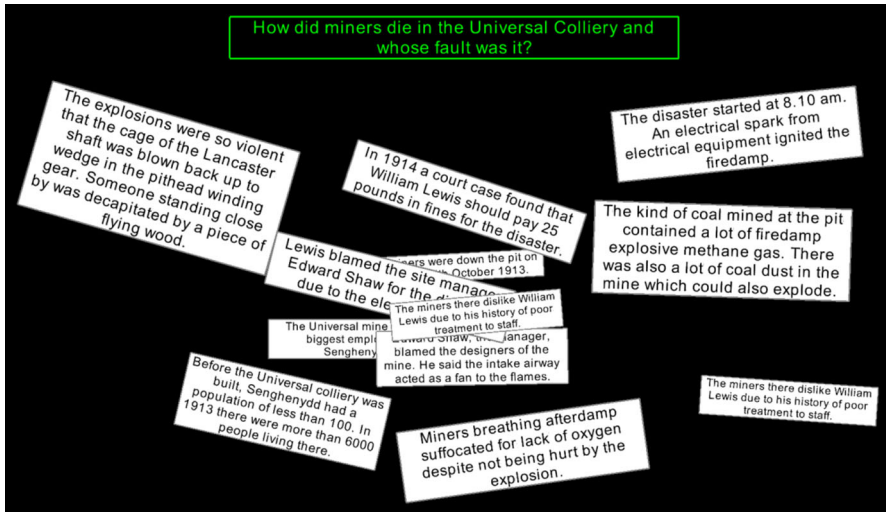 How did miners die in the Universal Colliery and
whose fault was it?
The explosions were so violent
that the cage of the Lancaster
shaft was blown back up to
wedge in the pithead winding
gear. Someone standing close
by was decapitated by a piece of
flying wood.
In 1914 a court case found that
William Lewis should pay 25
pounds in fines for the disaster.
The disaster started at 8.10 am.
An electrical spark from
electrical equipment ignited the
firedamp.
The kind of coal mined at the pit
contained a lot of firedamp
explosive methane gas. There
was also a lot of coal dust in the
mine which could also explode.
were down the pit on
October 1913.
Lewis blamed the site
Edward Shaw for the
due to the
The miners there dislike William
Lewis due to his history of poor
treatment to staff.
The Universal mine
biggest
Edward Shaw,
blamed the designers of the
mine. He said the intake airway
acted as a fan to the flames.
Before the Universal colliery was
built, Senghenydd had a
population of less than 100. In
1913 there were more than 6000
people living there.
Miners breathing afterdamp
suffocated for lack of oxygen
despite not being hurt by the
explosion.
The miners there dislike William
Lewis due to his history of poor
treatment to staff.